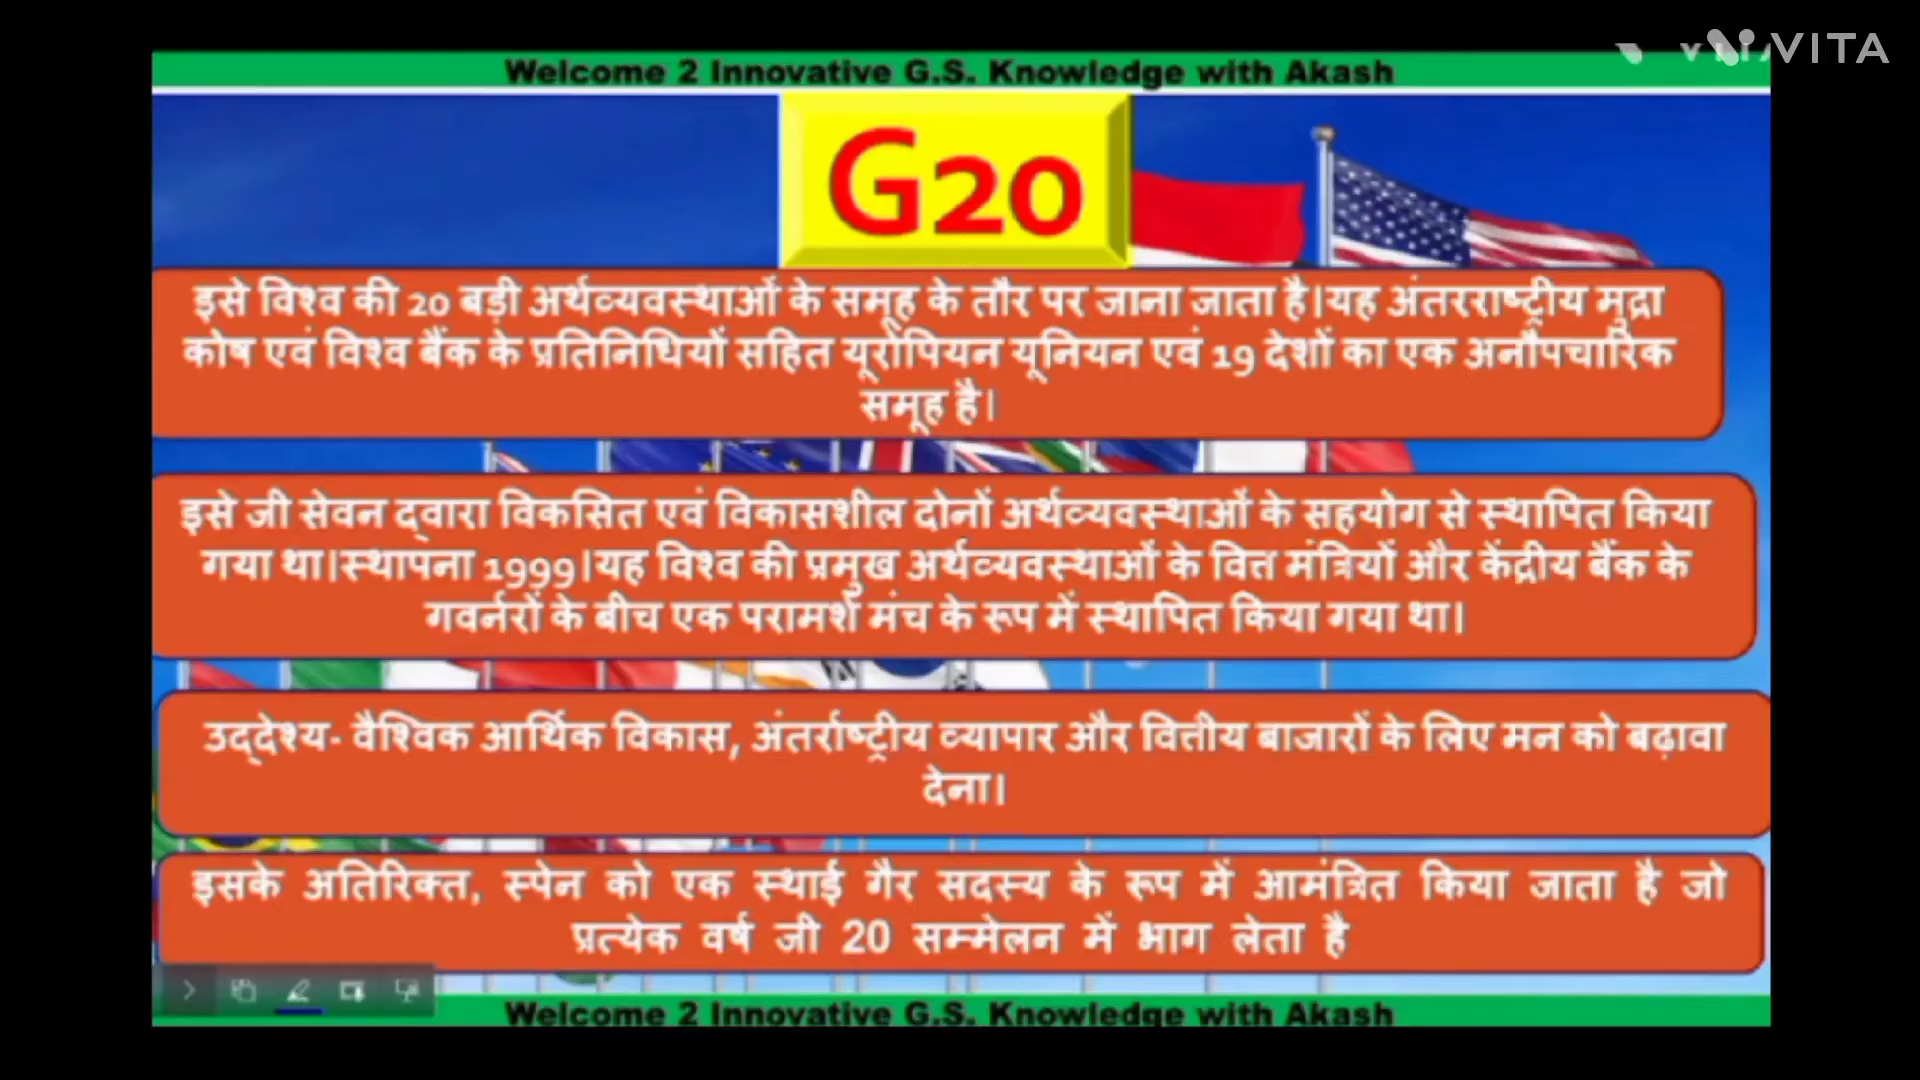 VITA
Welcome 2 Innovative G.S. Knowledge with Akash
G20
इसे विश्व की 20 बड़ी अर्थव्यवस्थाओं के समूह के तौर पर जाना जाता है।यह अंतरराष्ट्रीय मुद्रा
कोष एवं विश्व बैंक के प्रतिनिधियों सहित यूरोपियन यूनियन एवं 19 देशों का एक अनौपचारिक
समूह है।
इसे जी सेवन द्वारा विकसित एवं विकासशील दोनों अर्थव्यवस्थाओं के सहयोग से स्थापित किया
गया था।स्थापना 1999।यह विश्व की प्रमुख अर्थव्यवस्थाओं के वित्त मंत्रियों और केंद्रीय बैंक के
गवर्नरों के बीच एक परामर्श मंच के रूप में स्थापित किया गया था।
उद्देश्य- वैश्विक आर्थिक विकास, अंतर्राष्ट्रीय व्यापार और वित्तीय बाजारों के लिए मन को बढ़ावा
देना।
इसके अतिरिक्त, स्पेन को एक स्थाई गैर सदस्य के रूप में आमंत्रित किया जाता है जो
प्रत्येक वर्ष जी 20 सम्मेलन में भाग लेता है
Welcome 2 Innovative G.S. Knowledge with Akash